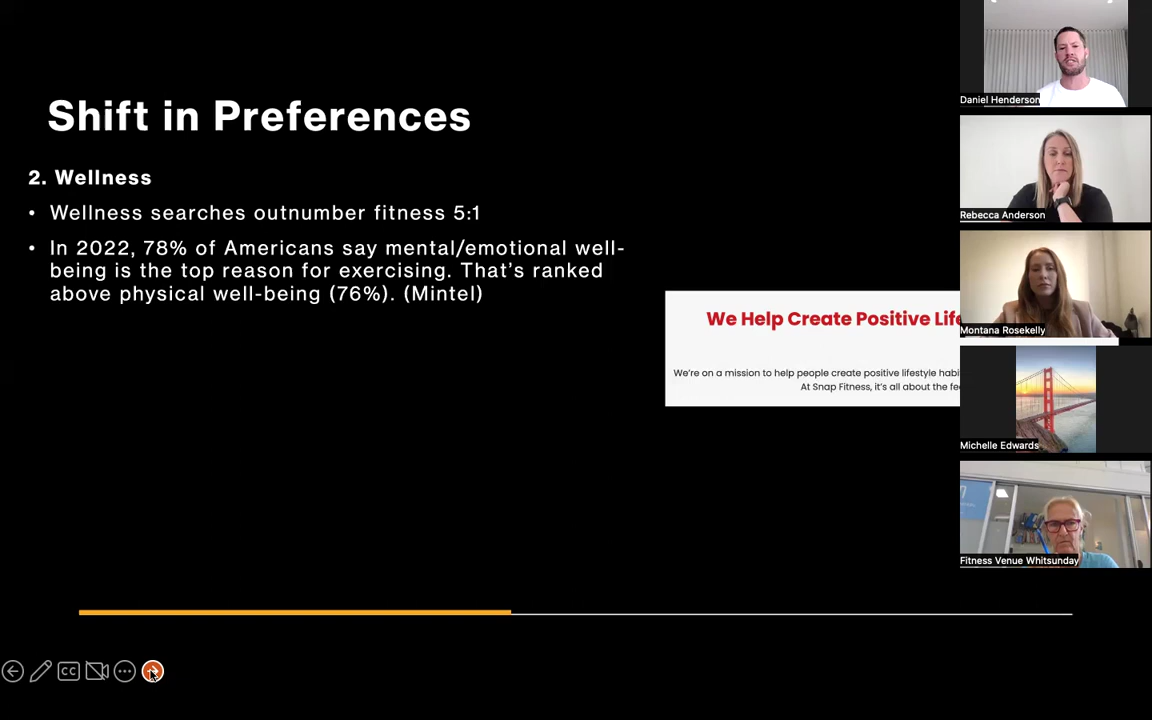 Shift in Preferences
2. Wellness
• Wellness searches outnumber fitness 5:1
• In 2022, 78% of Americans say mental/emotional well-
being is the top reason for exercising. That’s ranked
above physical well-being (76%). (Mintel)
We Help Create Positive Life
We’re on a mission to help people create positive lifestyle habi
At Snap Fitness, it’s all about the fe
Daniel Henderson
Rebecca Anderson
Montana Rosekelly
Michelle Edwards
Fitness Venue Whitsunday
CC